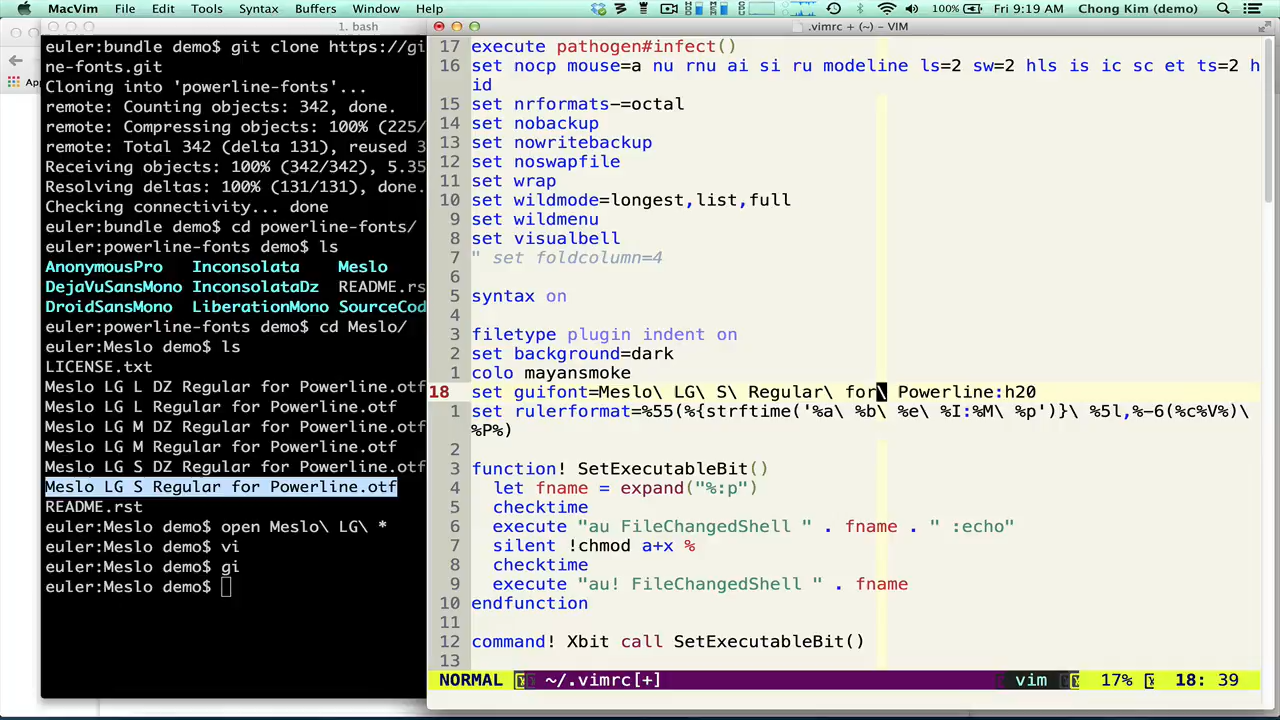 MacVim File Edit Tools Syntax Buffers Window Help 100% Fri 9:19 AM Chong Kim (demo)
1. bash
.vimrc + (~) - VIM
euler:bundle demo$ git clone https://gi
ne-fonts.git
Cloning into 'powerline-fonts'...
remote: Counting objects: 342, done.
remote: Compressing objects: 100% (225/
remote: Total 342 (delta 131), reused 3
Receiving objects: 100% (342/342), 5.35
Resolving deltas: 100% (131/131), done.
Checking connectivity... done
euler:bundle demo$ cd powerline-fonts/
euler:powerline-fonts demo$ ls
AnonymousPro Inconsolata Meslo
DejaVuSansMono InconsolataDz README.rs
DroidSansMono LiberationMono SourceCod
euler:powerline-fonts demo$ cd Meslo/
euler:Meslo demo$ ls
LICENSE.txt
Meslo LG L DZ Regular for Powerline.otf
Meslo LG L Regular for Powerline.otf
Meslo LG M DZ Regular for Powerline.otf
Meslo LG M Regular for Powerline.otf
Meslo LG S DZ Regular for Powerline.otf
Meslo LG S Regular for Powerline.otf
README.rst
euler:Meslo demo$ open Meslo\ LG\ *
euler:Meslo demo$ vi
euler:Meslo demo$ gi
euler:Meslo demo$
17 execute pathogen#infect()
16 set nocp mouse=a nu rnu ai si ru modeline ls=2 sw=2 hls is ic sc et ts=2 h
id
15 set nrformats-=octal
14 set nobackup
13 set nowritebackup
12 set noswapfile
11 set wrap
10 set wildmode=longest,list,full
9 set wildmenu
8 set visualbell
7 " set foldcolumn=4
6
5 syntax on
4
3 filetype plugin indent on
2 set background=dark
1 colo mayansmoke
18 set guifont=Meslo\ LG\ S\ Regular\ for\ Powerline:h20
1 set rulerformat=%55(%{strftime('%a\ %b\ %e\ %I:%M\ %p')}\ %5l,%-6(%c%V%)\
%P%)
2
3 function! SetExecutableBit()
4 let fname = expand("%:p")
5 checktime
6 execute "au FileChangedShell " . fname . " :echo"
7 silent !chmod a+x %
8 checktime
9 execute "au! FileChangedShell " . fname
10 endfunction
11
12 command! Xbit call SetExecutableBit()
13
NORMAL ~/.vimrc[+] vim 17% 18: 39